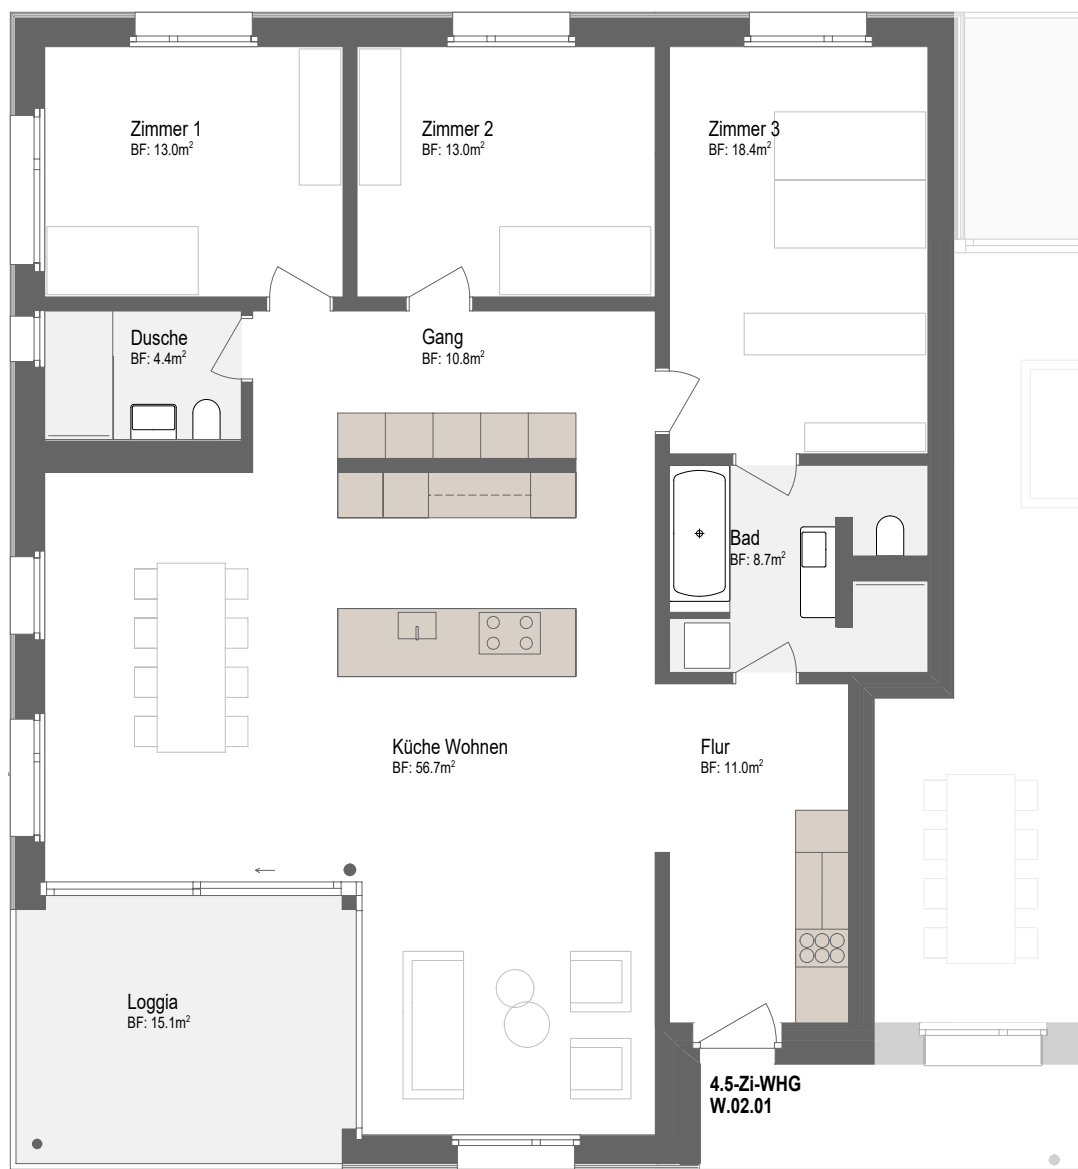 Zimmer 1
BF: 13.0m²
Zimmer 2
BF: 13.0m²
Zimmer 3
BF: 18.4m²
Dusche
BF: 4.4m²
Gang
BF: 10.8m²
Bad
BF: 8.7m²
Küche Wohnen
BF: 56.7m²
Flur
BF: 11.0m²
Loggia
BF: 15.1m²
4.5-Zi-WHG
W.02.01